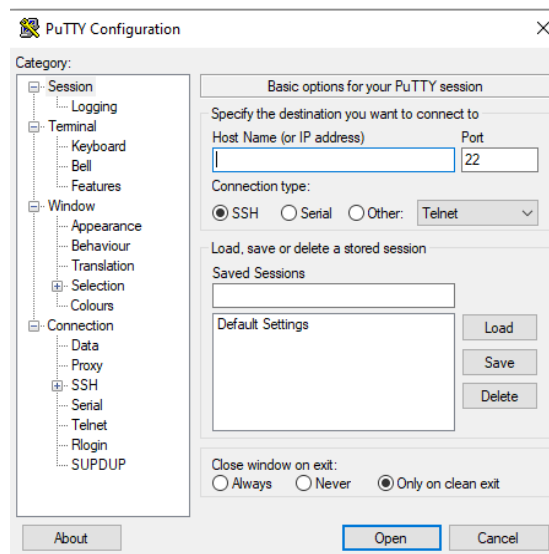 PuTTY Configuration
Category:
Session
Logging
Terminal
Keyboard
Bell
Features
Window
Appearance
Behaviour
Translation
Selection
Colours
Connection
Data
Proxy
SSH
Serial
Telnet
Rlogin
SUPDUP
Basic options for your PuTTY session
Specify the destination you want to connect to
Host Name (or IP address) Port
22
Connection type:
SSH Serial Other: Telnet
Load, save or delete a stored session
Saved Sessions
Default Settings
Load
Save
Delete
Close window on exit:
Always Never Only on clean exit
About Open Cancel